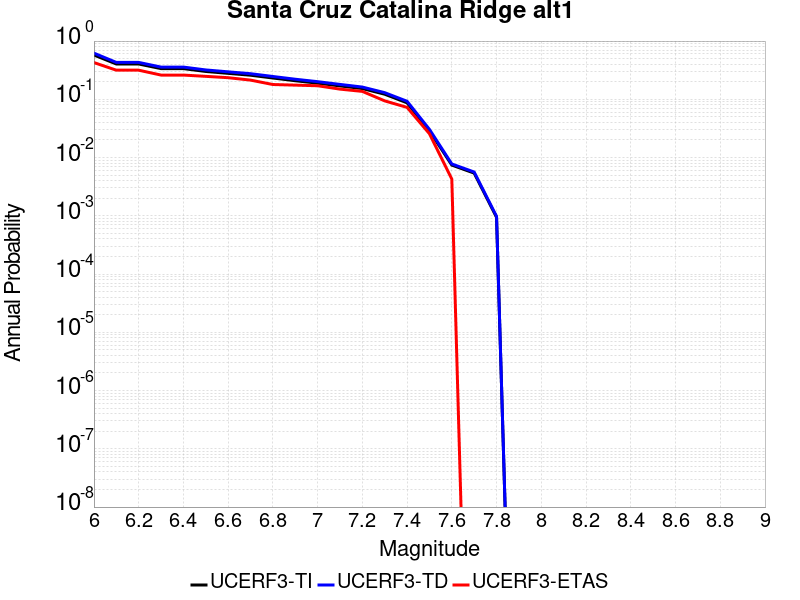 Santa Cruz Catalina Ridge alt1
10^0
10^-1
10^-2
10^-3
10^-4
10^-5
10^-6
10^-7
10^-8
Annual Probability
6 6.2 6.4 6.6 6.8 7 7.2 7.4 7.6 7.8 8 8.2 8.4 8.6 8.8 9
Magnitude
UCERF3-TI UCERF3-TD UCERF3-ETAS